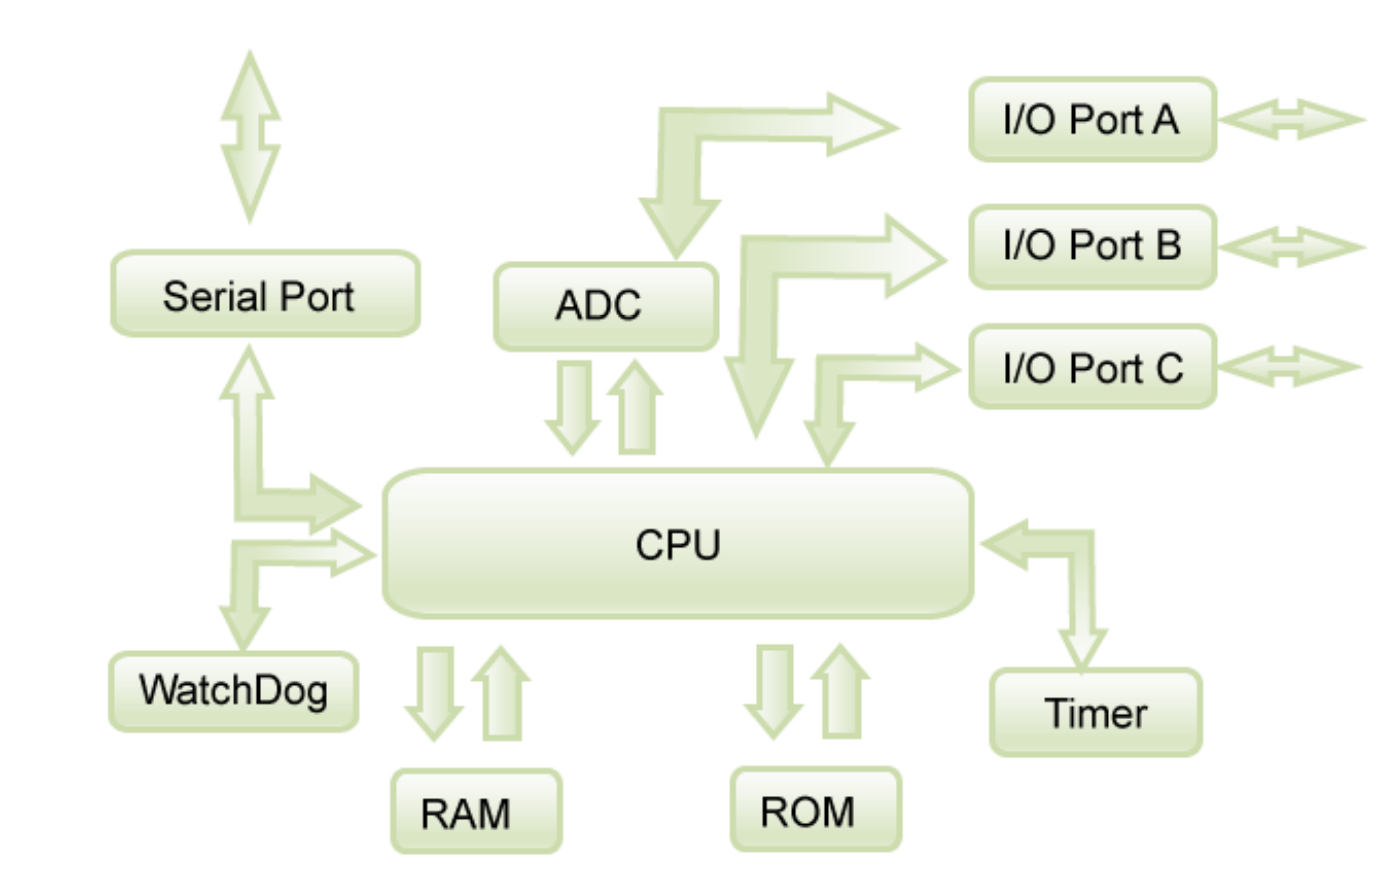 I/O Port A
I/O Port B
Serial Port
ADC
I/O Port C
CPU
WatchDog
Timer
RAM
ROM